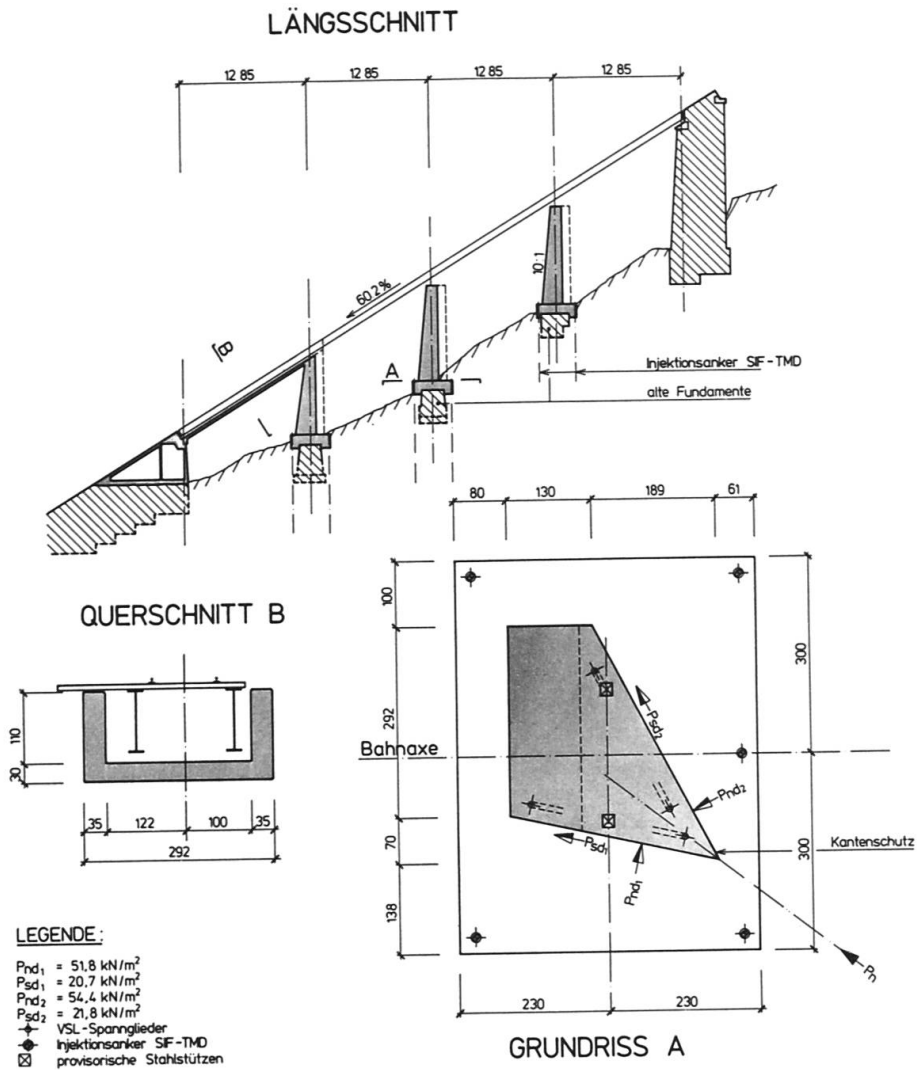 LÄNGSSCHNITT
12 85
12 85
12 85
12 85
60.2%
10:1
B
A
Injektionsanker SIF-TMD
alte Fundamente
80
130
189
61
QUERSCHNITT B
110
30
35
122
100
35
292
100
292
70
138
300
300
Bahnaxe
Psd2
Pnd2
Psd1
Pnd1
Kantenschutz
Pn
230
230
GRUNDRISS A
LEGENDE:
Pnd1 = 51,8 kN/m²
Psd1 = 20,7 kN/m²
Pnd2 = 54,4 kN/m²
Psd2 = 21,8 kN/m²
VSL-Spannglieder
Injektionsanker SIF-TMD
provisorische Stahlstützen